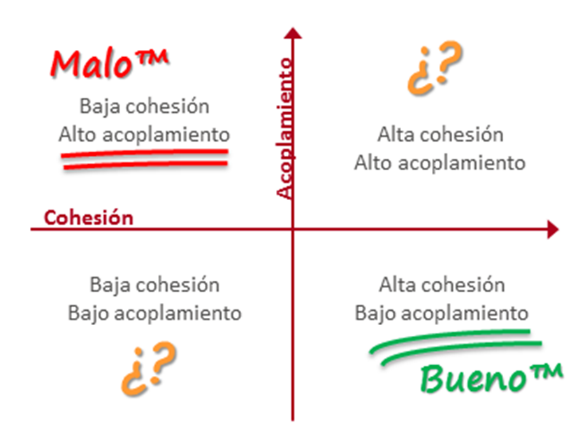 Malo™
Baja cohesión
Alto acoplamiento
Acoplamiento
¿?
Alta cohesión
Alto acoplamiento
Cohesión
Baja cohesión
Bajo acoplamiento
¿?
Alta cohesión
Bajo acoplamiento
Bueno™